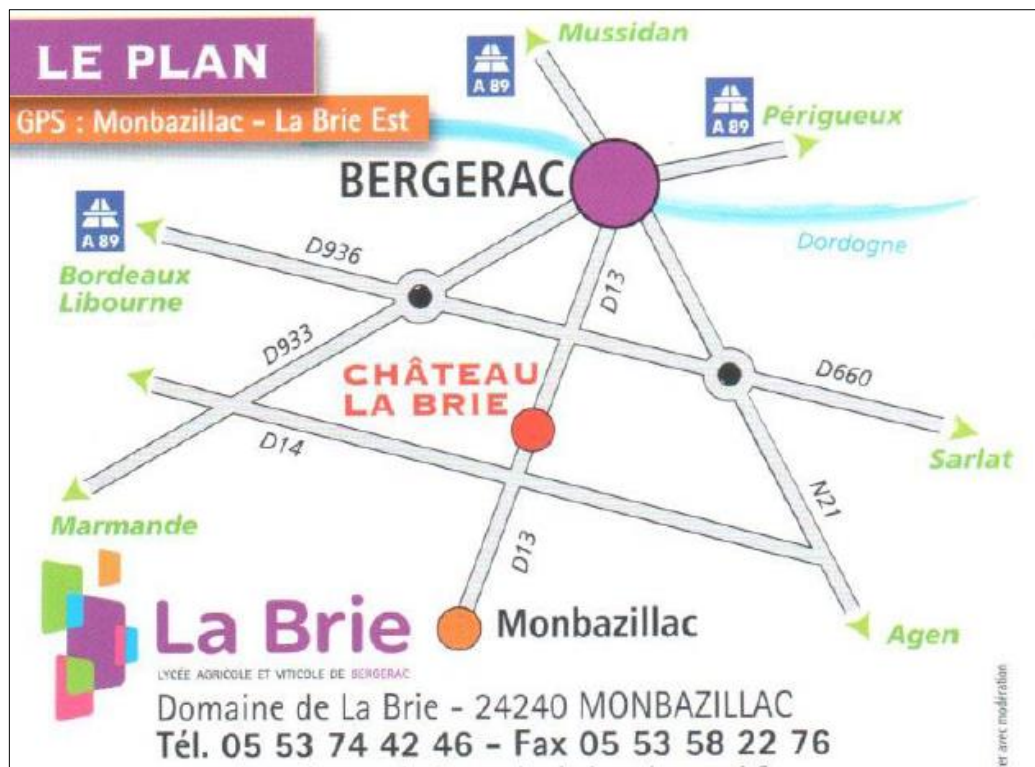 LE PLAN
GPS : Monbazillac - La Brie Est
A 89
Mussidan
A 89
Périgueux
BERGERAC
A 89
Bordeaux
Libourne
D936
Dordogne
D13
D933
CHÂTEAU
LA BRIE
D660
D14
Sarlat
N21
Marmande
D13
Monbazillac
Agen
La Brie
LYCÉE AGRICOLE ET VITICOLE DE BERGERAC
Domaine de La Brie - 24240 MONBAZILLAC
Tél. 05 53 74 42 46 - Fax 05 53 58 22 76
avec modération